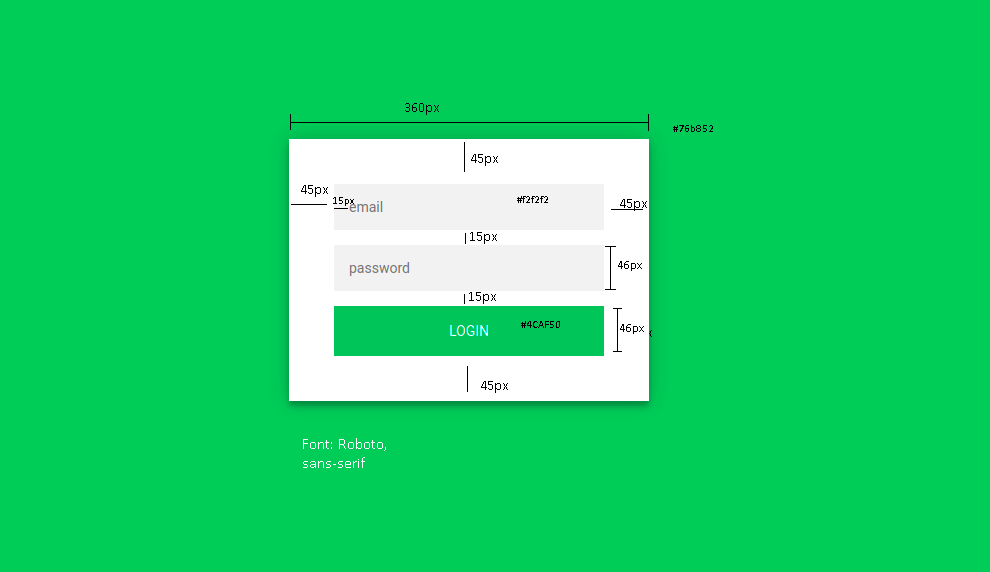 360px
#76b852
45px
45px
15px
email
#f2f2f2
45px
15px
password
46px
15px
LOGIN
#4CAF50
46px
x
45px
Font: Roboto,
sans-serif